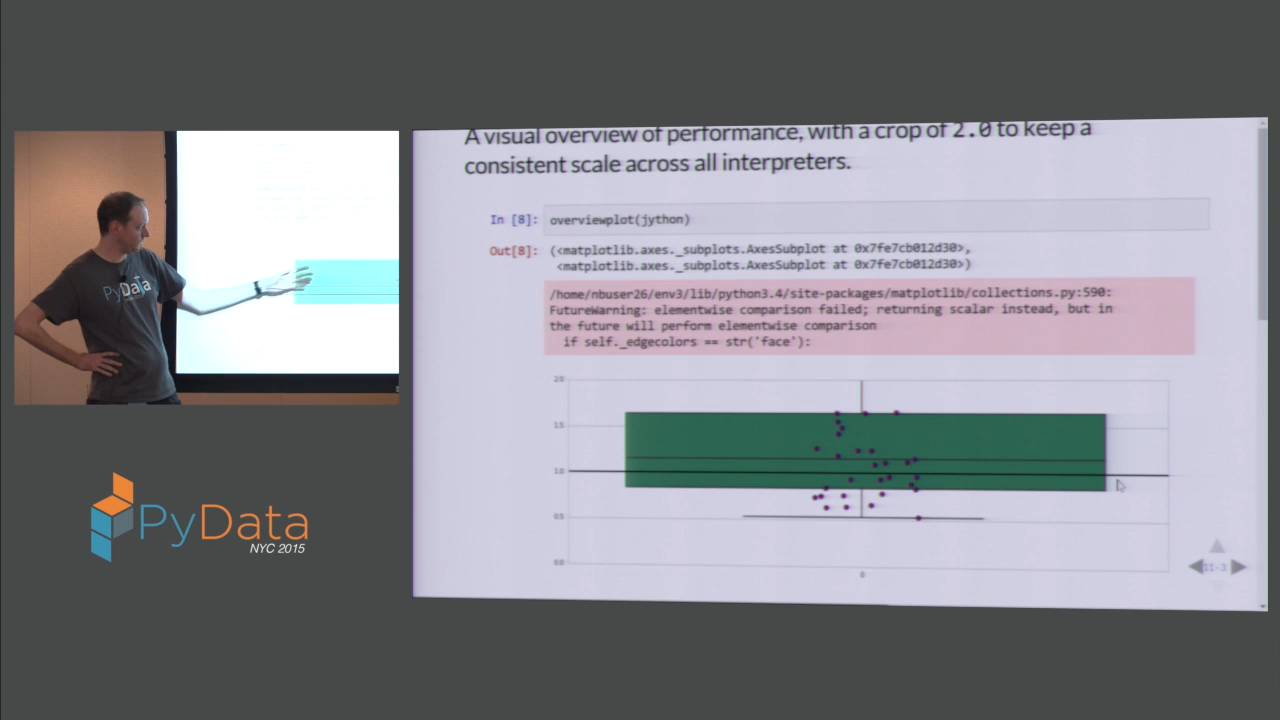 A visual overview of performance, with a crop of 2.0 to keep a
consistent scale across all interpreters.
In [8]: overviewplot(jython)
Out[8]: (<matplotlib.axes._subplots.AxesSubplot at 0x7fe7cb012d30>,
<matplotlib.axes._subplots.AxesSubplot at 0x7fe7cb012d30>)
/home/nbuser26/env3/lib/python3.4/site-packages/matplotlib/collections.py:590:
FutureWarning: elementwise comparison failed; returning scalar instead, but in
the future will perform elementwise comparison
if self._edgecolors == str('face'):
2.0
1.5
1.0
0.5
0.0
0
11-3
PyData
PyData
NYC 2015